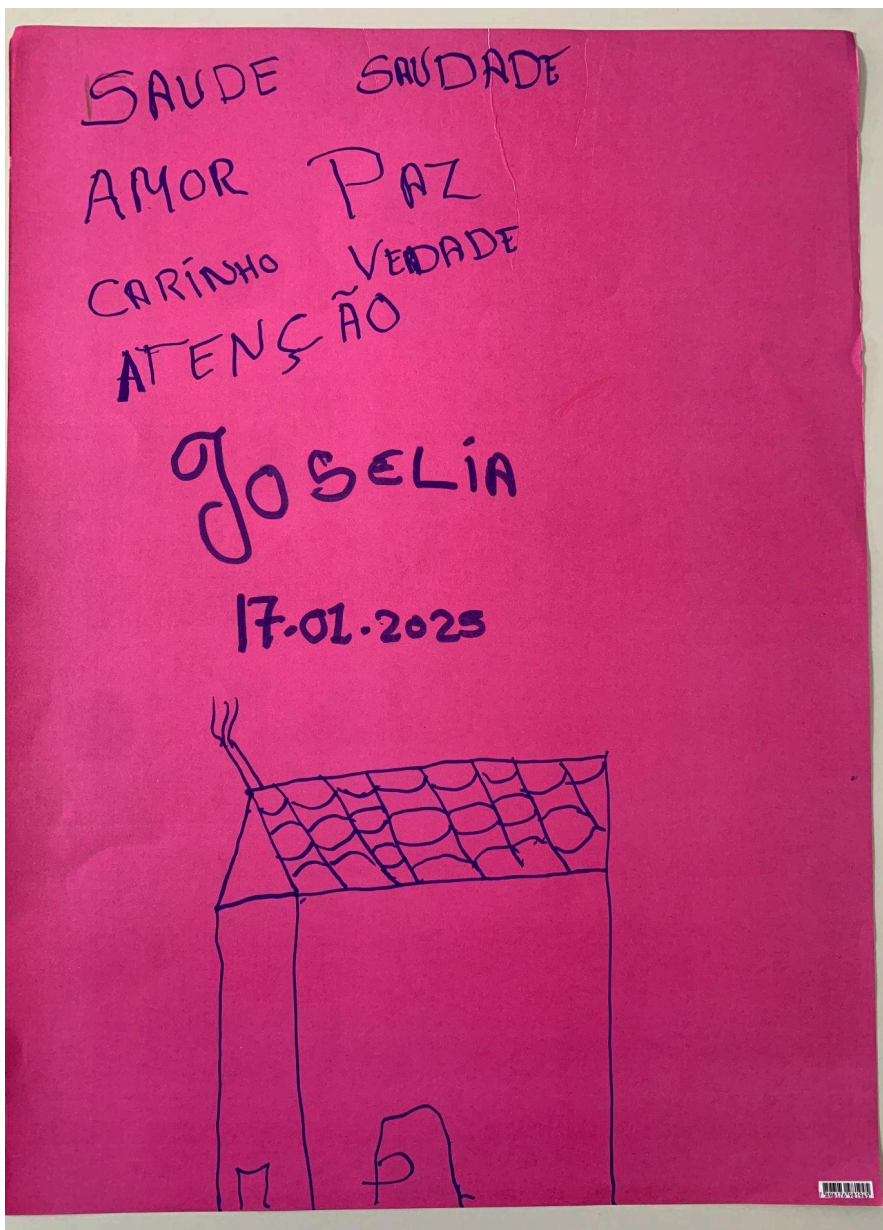 SAUDE SAUDADE
AMOR PAZ
CARINHO VEDADE
ATENÇÃO
JOSELIA
17.01.2025